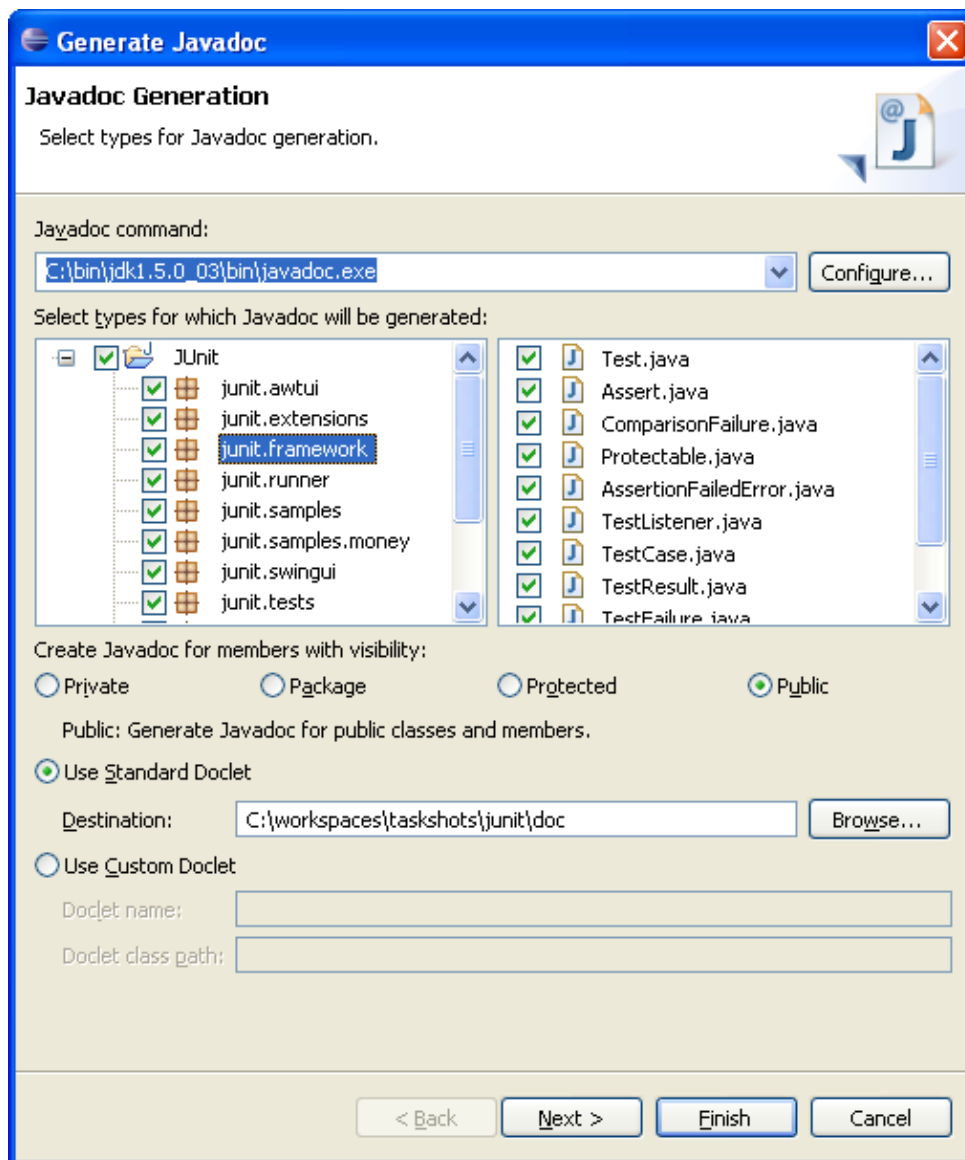 Generate Javadoc
Javadoc Generation
Select types for Javadoc generation.
Javadoc command:
C:\bin\jdk1.5.0_03\bin\javadoc.exe
Configure...
Select types for which Javadoc will be generated:
JUnit
junit.awtui
junit.extensions
junit.framework
junit.runner
junit.samples
junit.samples.money
junit.swingui
junit.tests
Test.java
Assert.java
ComparisonFailure.java
Protectable.java
AssertionFailedError.java
TestListener.java
TestCase.java
TestResult.java
TestFailure.java
Create Javadoc for members with visibility:
Private Package Protected Public
Public: Generate Javadoc for public classes and members.
Use Standard Doclet
Destination: C:\workspaces\taskshots\junit\doc Browse...
Use Custom Doclet
Doclet name:
Doclet class path:
< Back Next > Finish Cancel